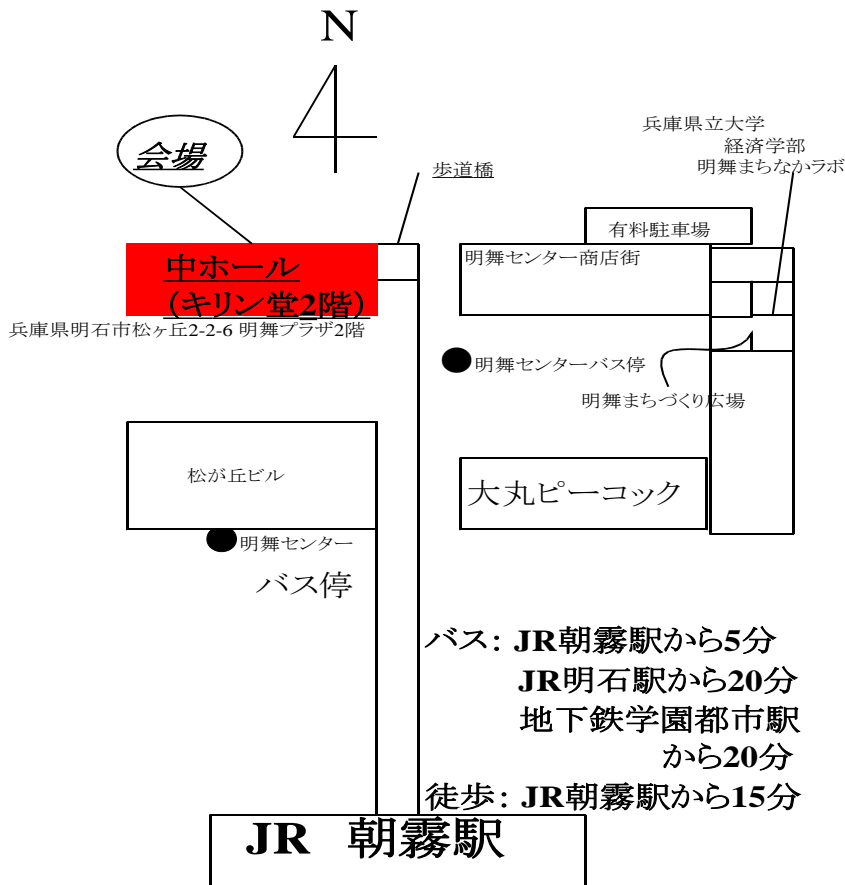 N
会場
歩道橋
兵庫県立大学
経済学部
明舞まちなかラボ
有料駐車場
中ホール
（キリン堂2階）
明舞センター商店街
兵庫県明石市松ヶ丘2-2-6 明舞プラザ2階
明舞センターバス停
明舞まちづくり広場
松が丘ビル
大丸ピーコック
明舞センター
バス停
バス： JR朝霧駅から5分
JR明石駅から20分
地下鉄学園都市駅
から20分
徒歩： JR朝霧駅から15分
JR 朝霧駅